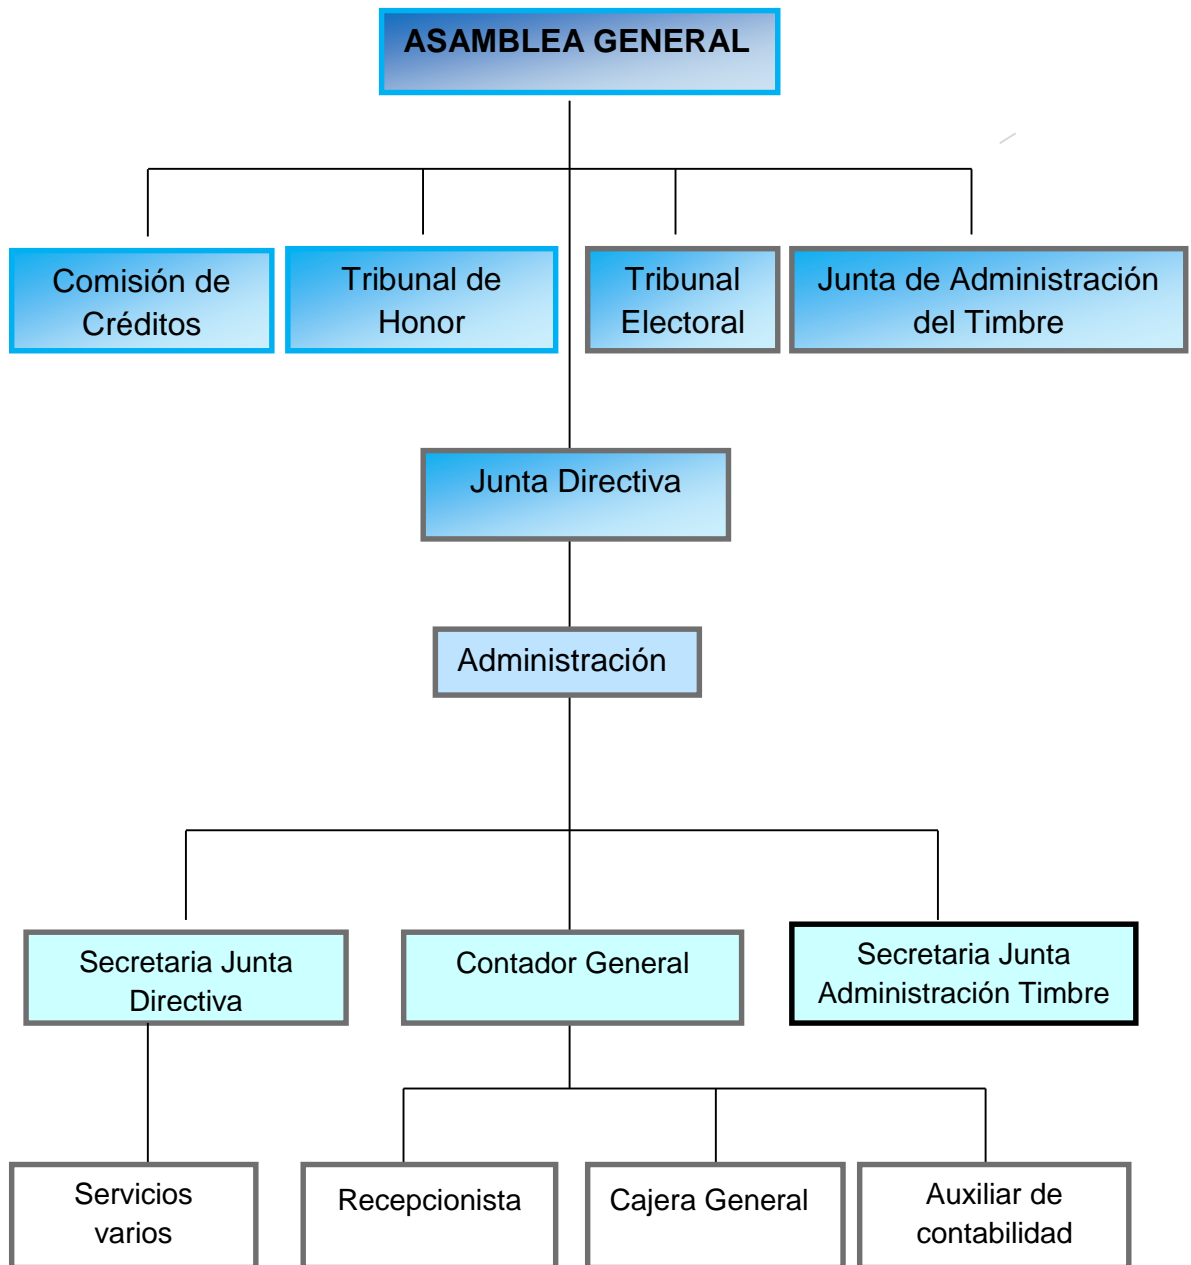 ASAMBLEA GENERAL
Comisión de
Créditos
Tribunal de
Honor
Tribunal
Electoral
Junta de Administración
del Timbre
Junta Directiva
Administración
Secretaria Junta
Directiva
Contador General
Secretaria Junta
Administración Timbre
Servicios
varios
Recepcionista
Cajera General
Auxiliar de
contabilidad